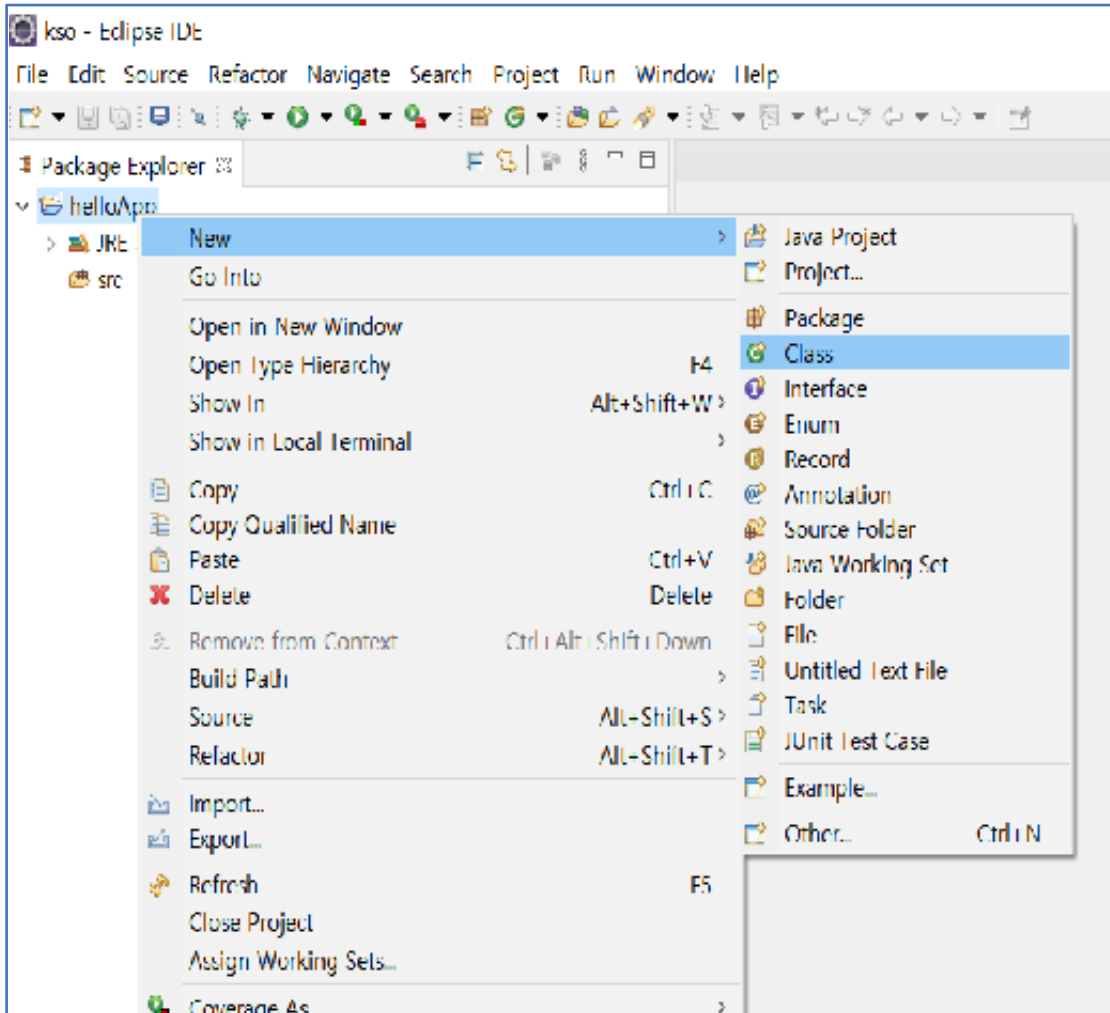 kso - Eclipse IDE
File Edit Source Refactor Navigate Search Project Run Window Help
Package Explorer
helloApp
JRE
src
New
Go Into
Open in New Window
Open Type Hierarchy F4
Show In Alt+Shift+W
Show in Local Terminal
Copy Ctrl+C
Copy Qualified Name
Paste Ctrl+V
Delete Delete
Remove from Context Ctrl+Alt+Shift+Down
Build Path
Source Alt+Shift+S
Refactor Alt+Shift+T
Import...
Export...
Refresh F5
Close Project
Assign Working Sets...
Coverage As
Java Project
Project...
Package
Class
Interface
Enum
Record
Annotation
Source Folder
Java Working Set
Folder
File
Untitled Text File
Task
JUnit Test Case
Example...
Other... Ctrl+N